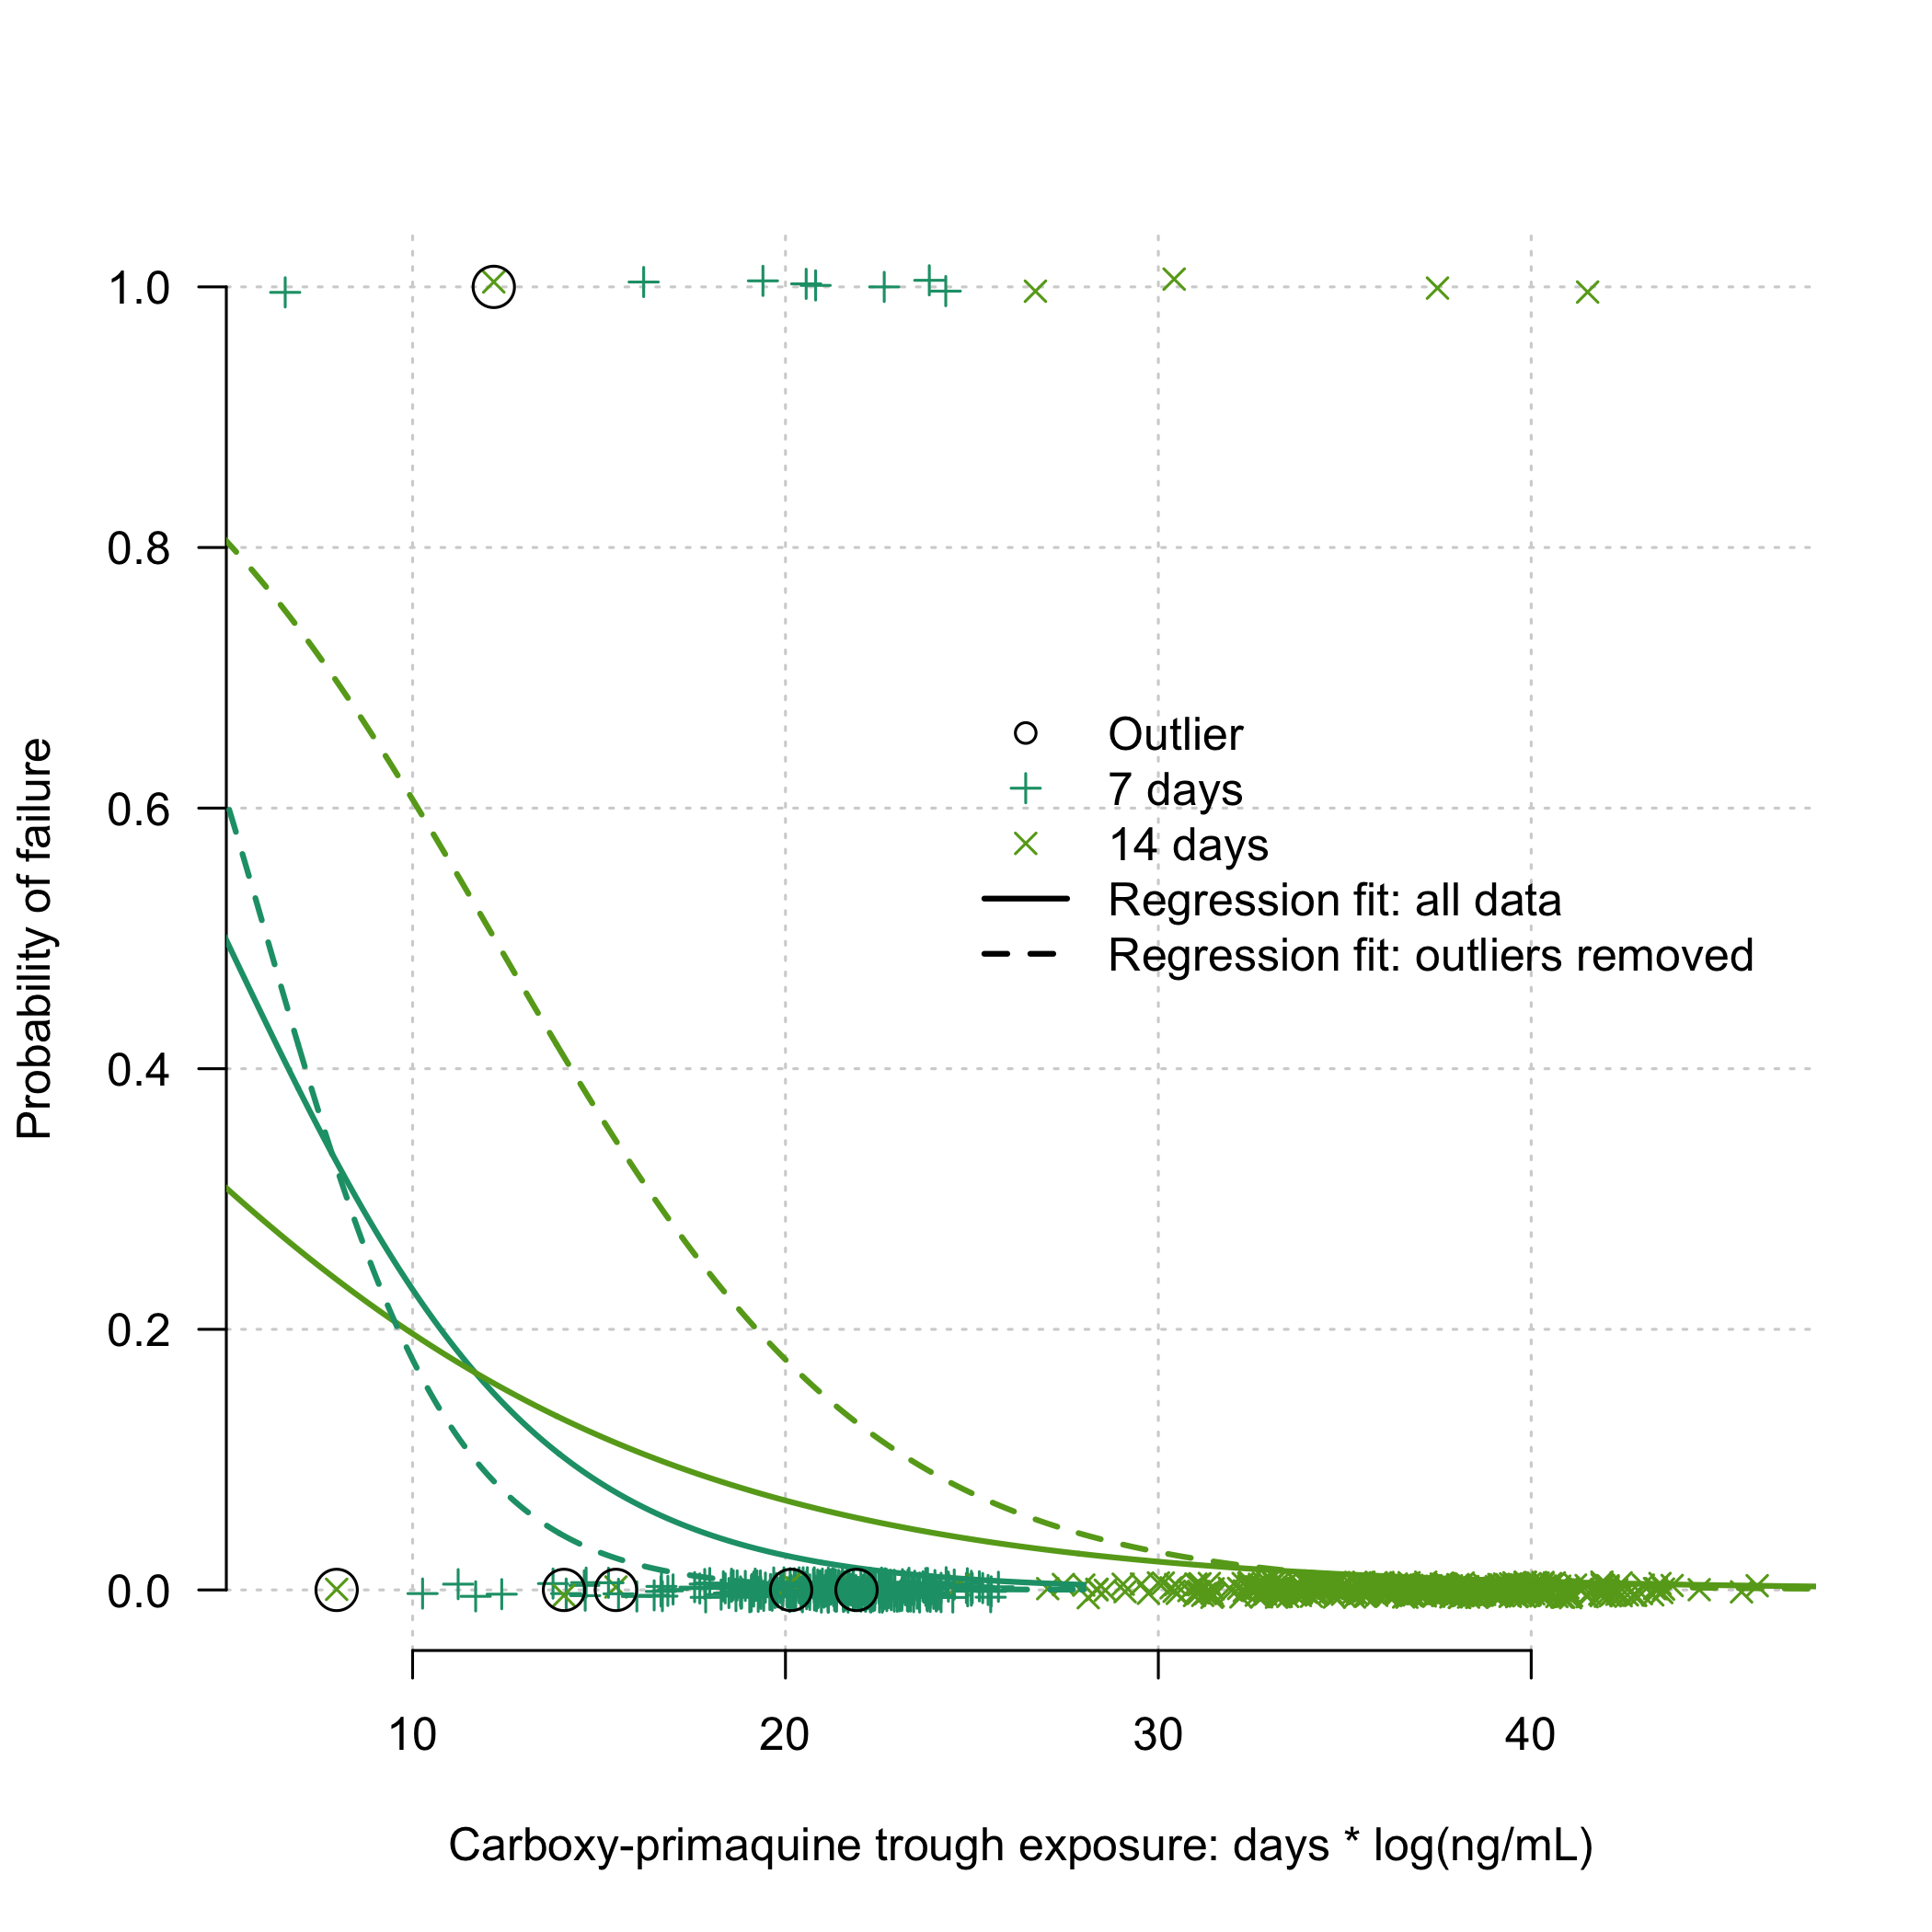 1.0
0.8
0.6
0.4
0.2
0.0
Probability of failure
Outlier
7 days
14 days
Regression fit: all data
Regression fit: outliers removed
10 20 30 40
Carboxy-primaquine trough exposure: days * log(ng/mL)